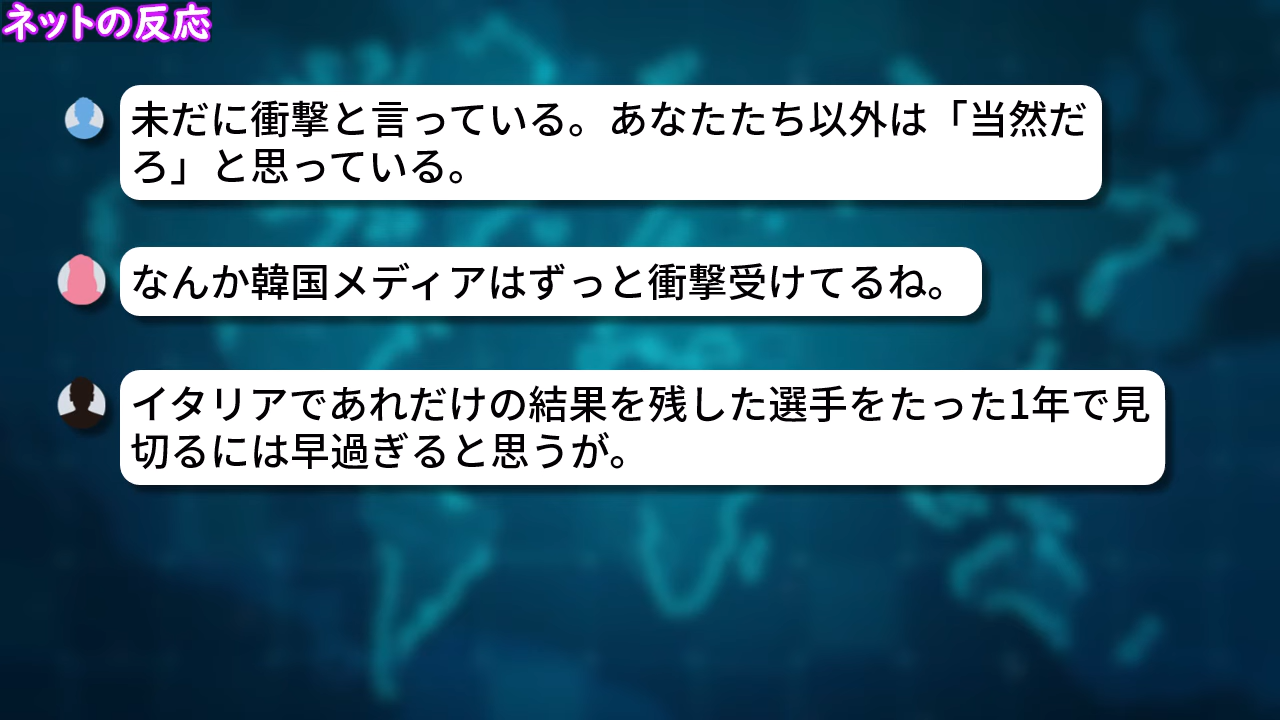 ネットの反応
未だに衝撃と言っている。あなたたち以外は「当然だ
ろ」と思っている。
なんか韓国メディアはずっと衝撃受けてるね。
イタリアであれだけの結果を残した選手をたった1年で見
切るには早過ぎると思うが。